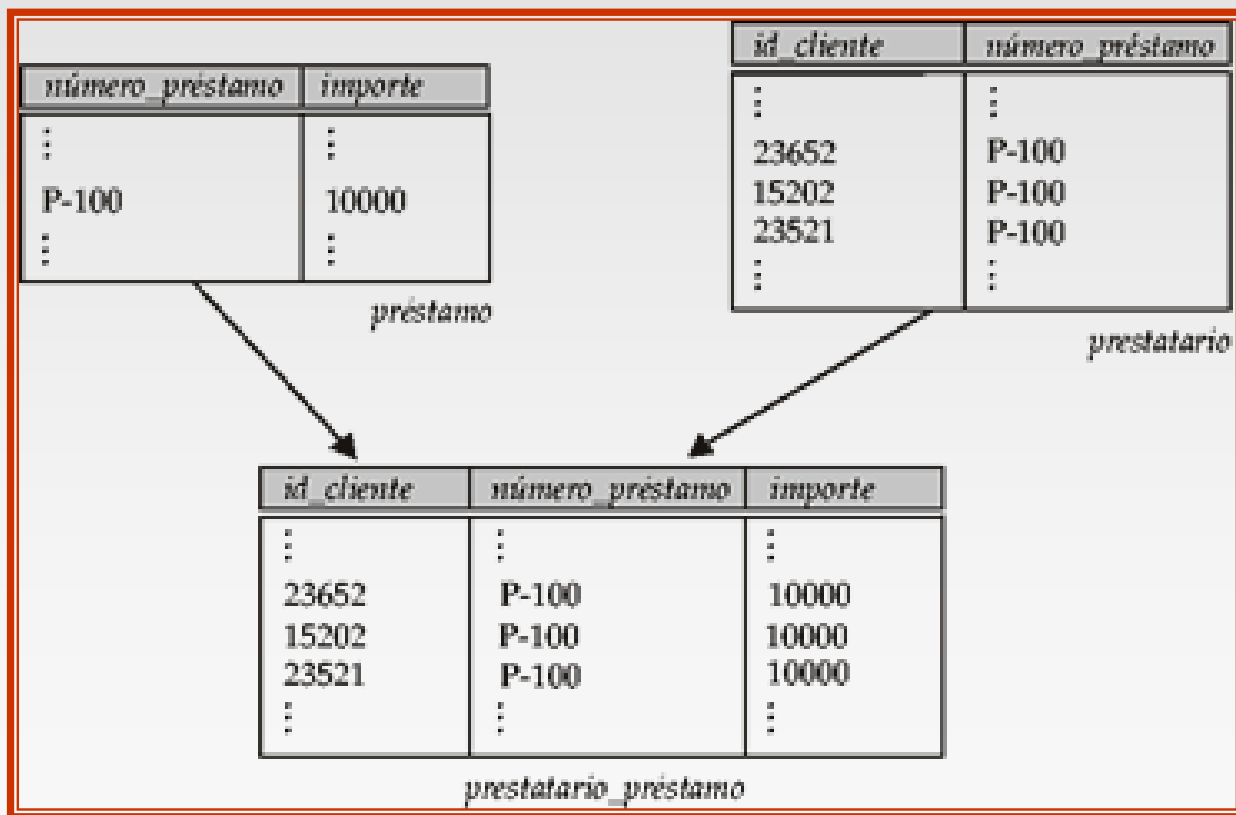 número_préstamo importe
⋮ ⋮
P-100 10000
⋮ ⋮
préstamo
id_cliente número_préstamo
⋮ ⋮
23652 P-100
15202 P-100
23521 P-100
⋮ ⋮
prestatario
id_cliente número_préstamo importe
⋮ ⋮ ⋮
23652 P-100 10000
15202 P-100 10000
23521 P-100 10000
⋮ ⋮ ⋮
prestatario_préstamo